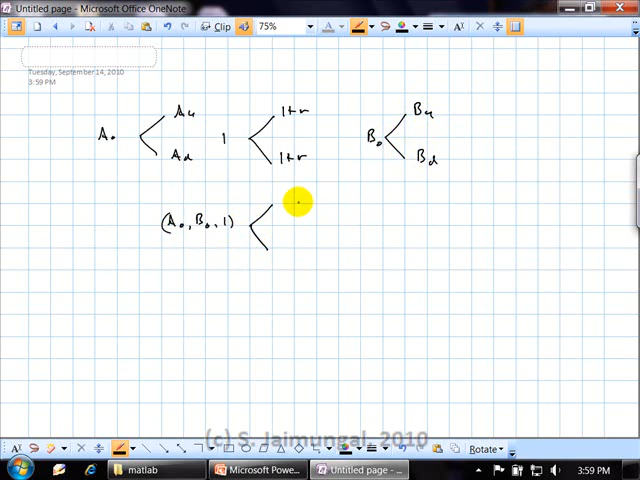 Untitled page - Microsoft Office OneNote
Clip 75%
Tuesday, September 14, 2010
3:59 PM
Au 1+r Bu
A0 1 B0
Ad 1+r Bd
(A0, B0, 1)
(c) S. Jaimungal, 2010
Rotate
matlab Microsoft Powe... Untitled page - ... 3:59 PM